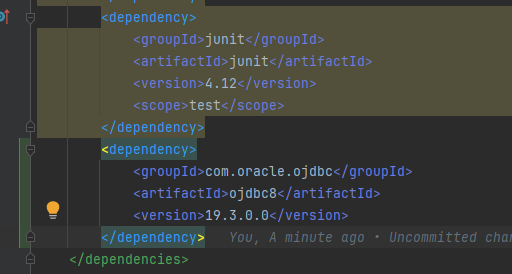 <dependency>
<groupId>junit</groupId>
<artifactId>junit</artifactId>
<version>4.12</version>
<scope>test</scope>
</dependency>
<dependency>
<groupId>com.oracle.ojdbc</groupId>
<artifactId>ojdbc8</artifactId>
<version>19.3.0.0</version>
</dependency> You, A minute ago • Uncommitted cha
</dependencies>